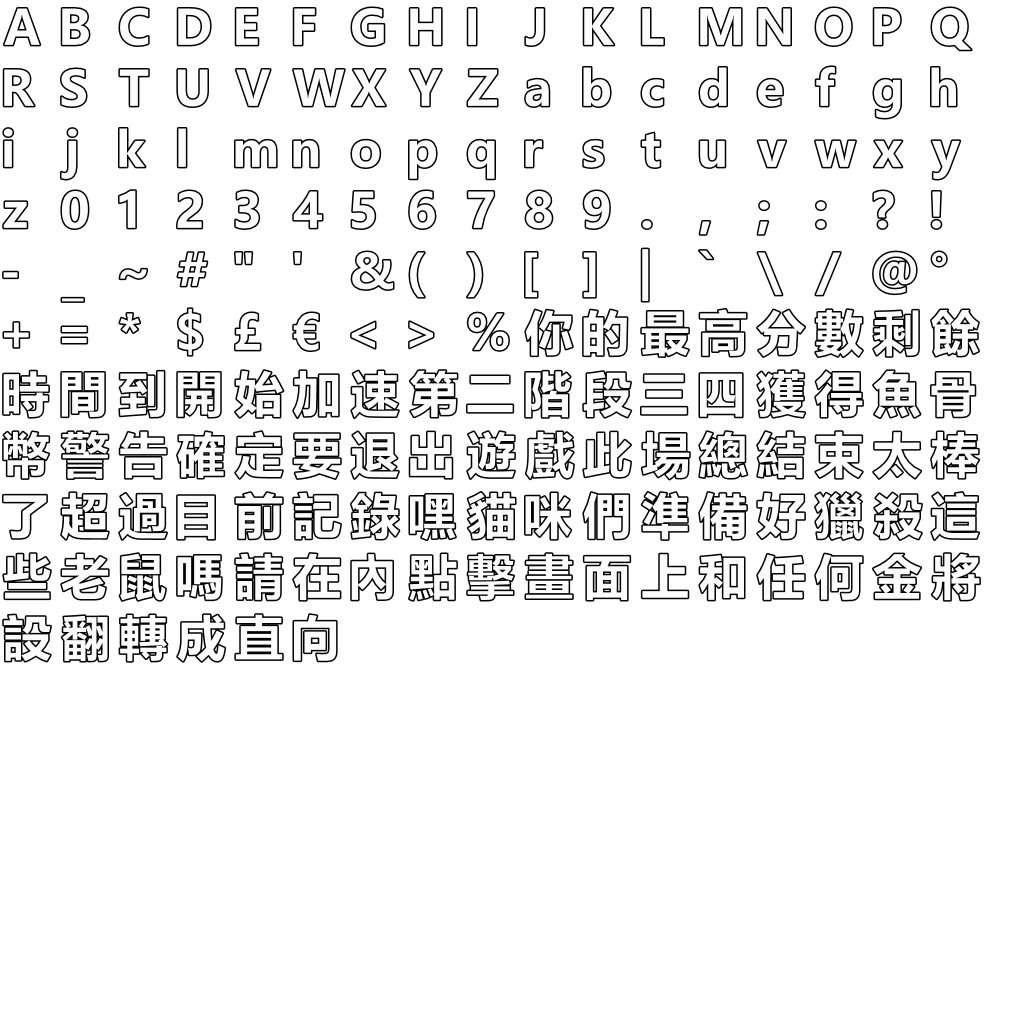 A B C D E F G H I J K L M N O P Q
R S T U V W X Y Z a b c d e f g h
i j k l m n o p q r s t u v w x y
z 0 1 2 3 4 5 6 7 8 9 . , ; : ? !
- _ ~ # " ' & ( ) [ ] | ` \ / @ °
+ = * $ £ € < > % 你 的 最 高 分 數 剩 餘
時 間 到 開 始 加 速 第 二 階 段 三 四 獲 得 魚 骨
幣 警 告 確 定 要 退 出 遊 戲 此 場 總 結 束 太 棒
了 超 過 目 前 記 錄 嘿 貓 咪 們 準 備 好 獵 殺 這
些 老 鼠 嗎 請 在 內 點 擊 畫 面 上 和 任 何 金 將
設 翻 轉 成 直 向